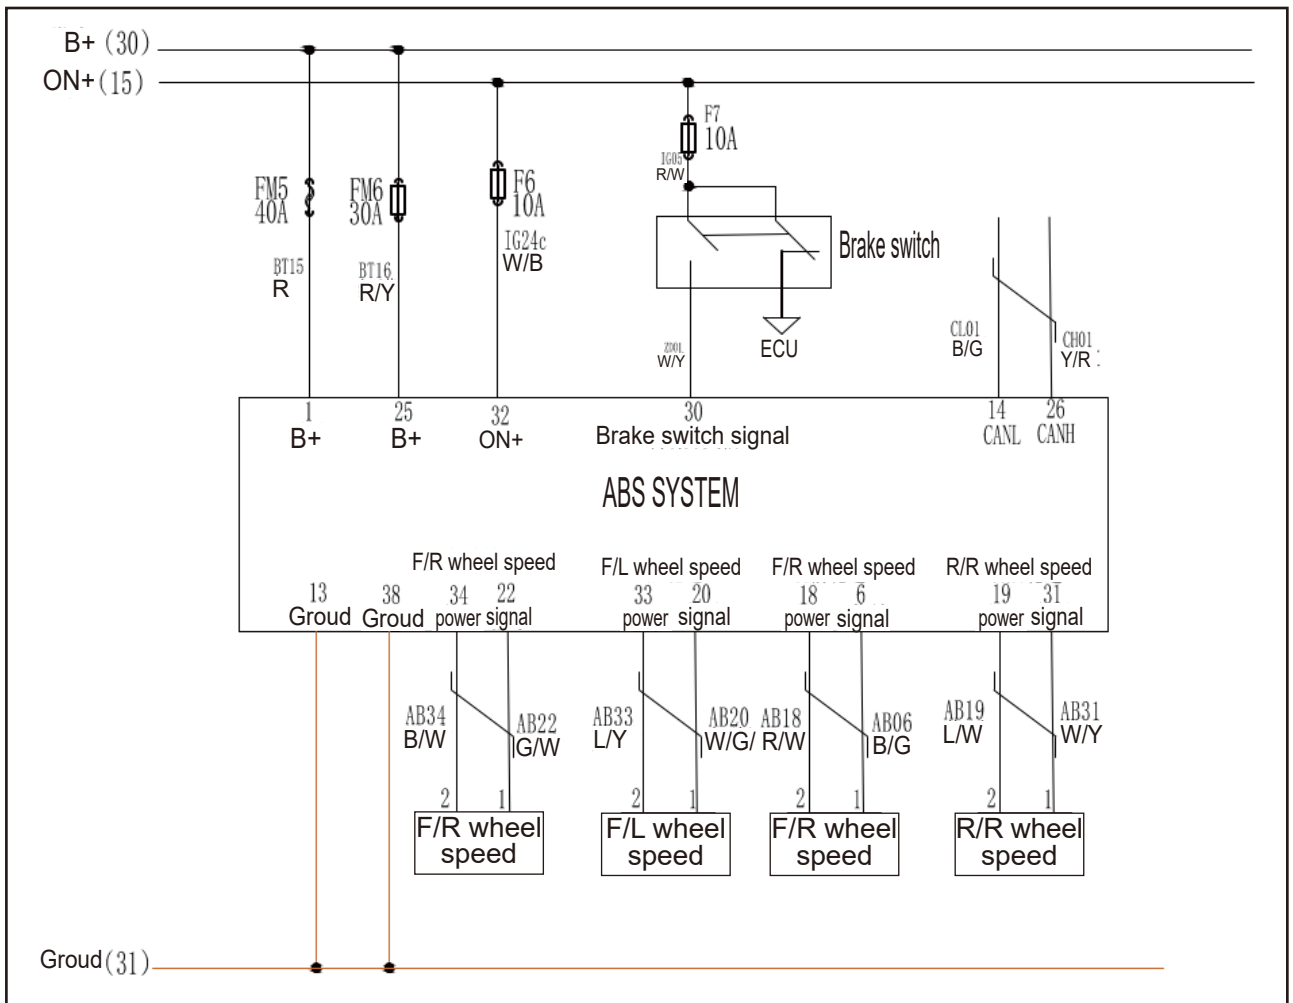 B+ (30)
ON+(15)
F7
10A
IG05
R/W
FM5
40A
FM6
30A
F6
10A
IG24c
W/B
Brake switch
BT15
R
BT16
R/Y
ECU
W/Y
CL01
B/G
CH01
Y/R
1
25
32
30
14
26
B+
B+
ON+
Brake switch signal
CANL
CANH
ABS SYSTEM
F/R wheel speed
F/L wheel speed
F/R wheel speed
R/R wheel speed
13
38
34
22
33
20
18
6
19
31
Groud
Groud
power
signal
power
signal
power
signal
power
signal
AB34
B/W
AB22
G/W
AB33
L/Y
AB20
W/G/
AB18
R/W
AB06
B/G
AB19
L/W
AB31
W/Y
2
1
2
1
2
1
2
1
F/R wheel
speed
F/L wheel
speed
F/R wheel
speed
R/R wheel
speed
Groud(31)